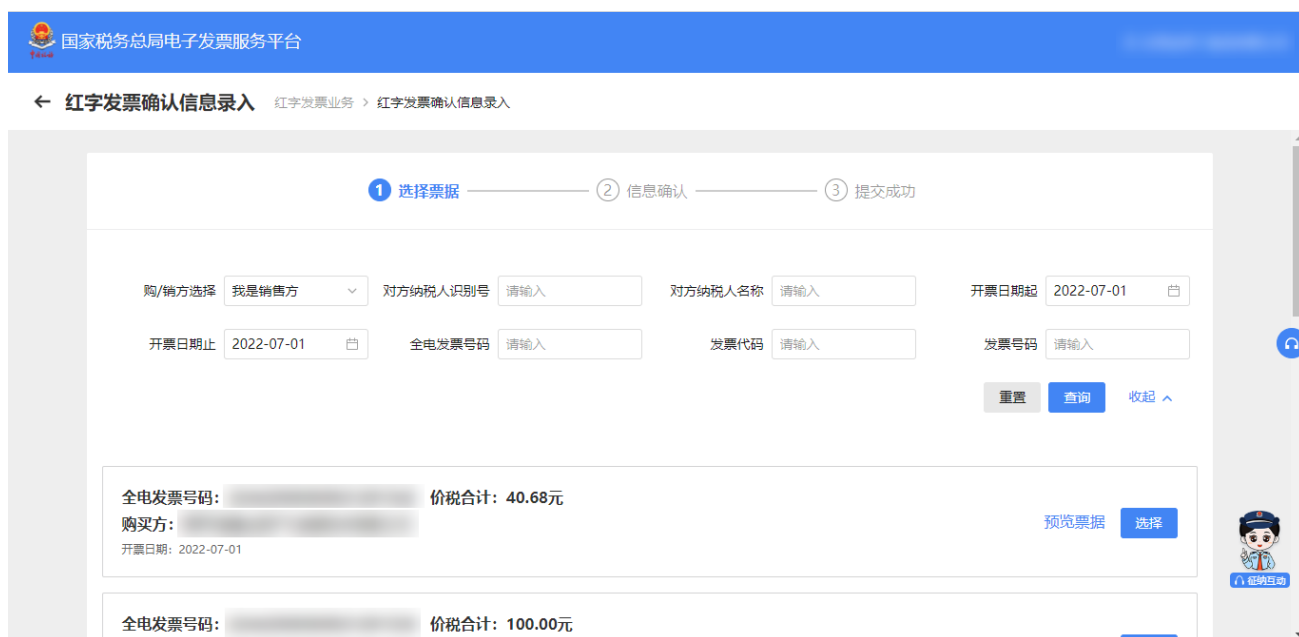 国家税务总局电子发票服务平台
← 红字发票确认信息录入 红字发票业务 > 红字发票确认信息录入
1 选择票据 2 信息确认 3 提交成功
购/销方选择 我是销售方 对方纳税人识别号 请输入 对方纳税人名称 请输入 开票日期起 2022-07-01
开票日期止 2022-07-01 全电发票号码 请输入 发票代码 请输入 发票号码 请输入
重置 查询 收起
全电发票号码: 价税合计: 40.68元
购买方:
预览票据 选择
开票日期: 2022-07-01
征纳互动
全电发票号码: 价税合计: 100.00元